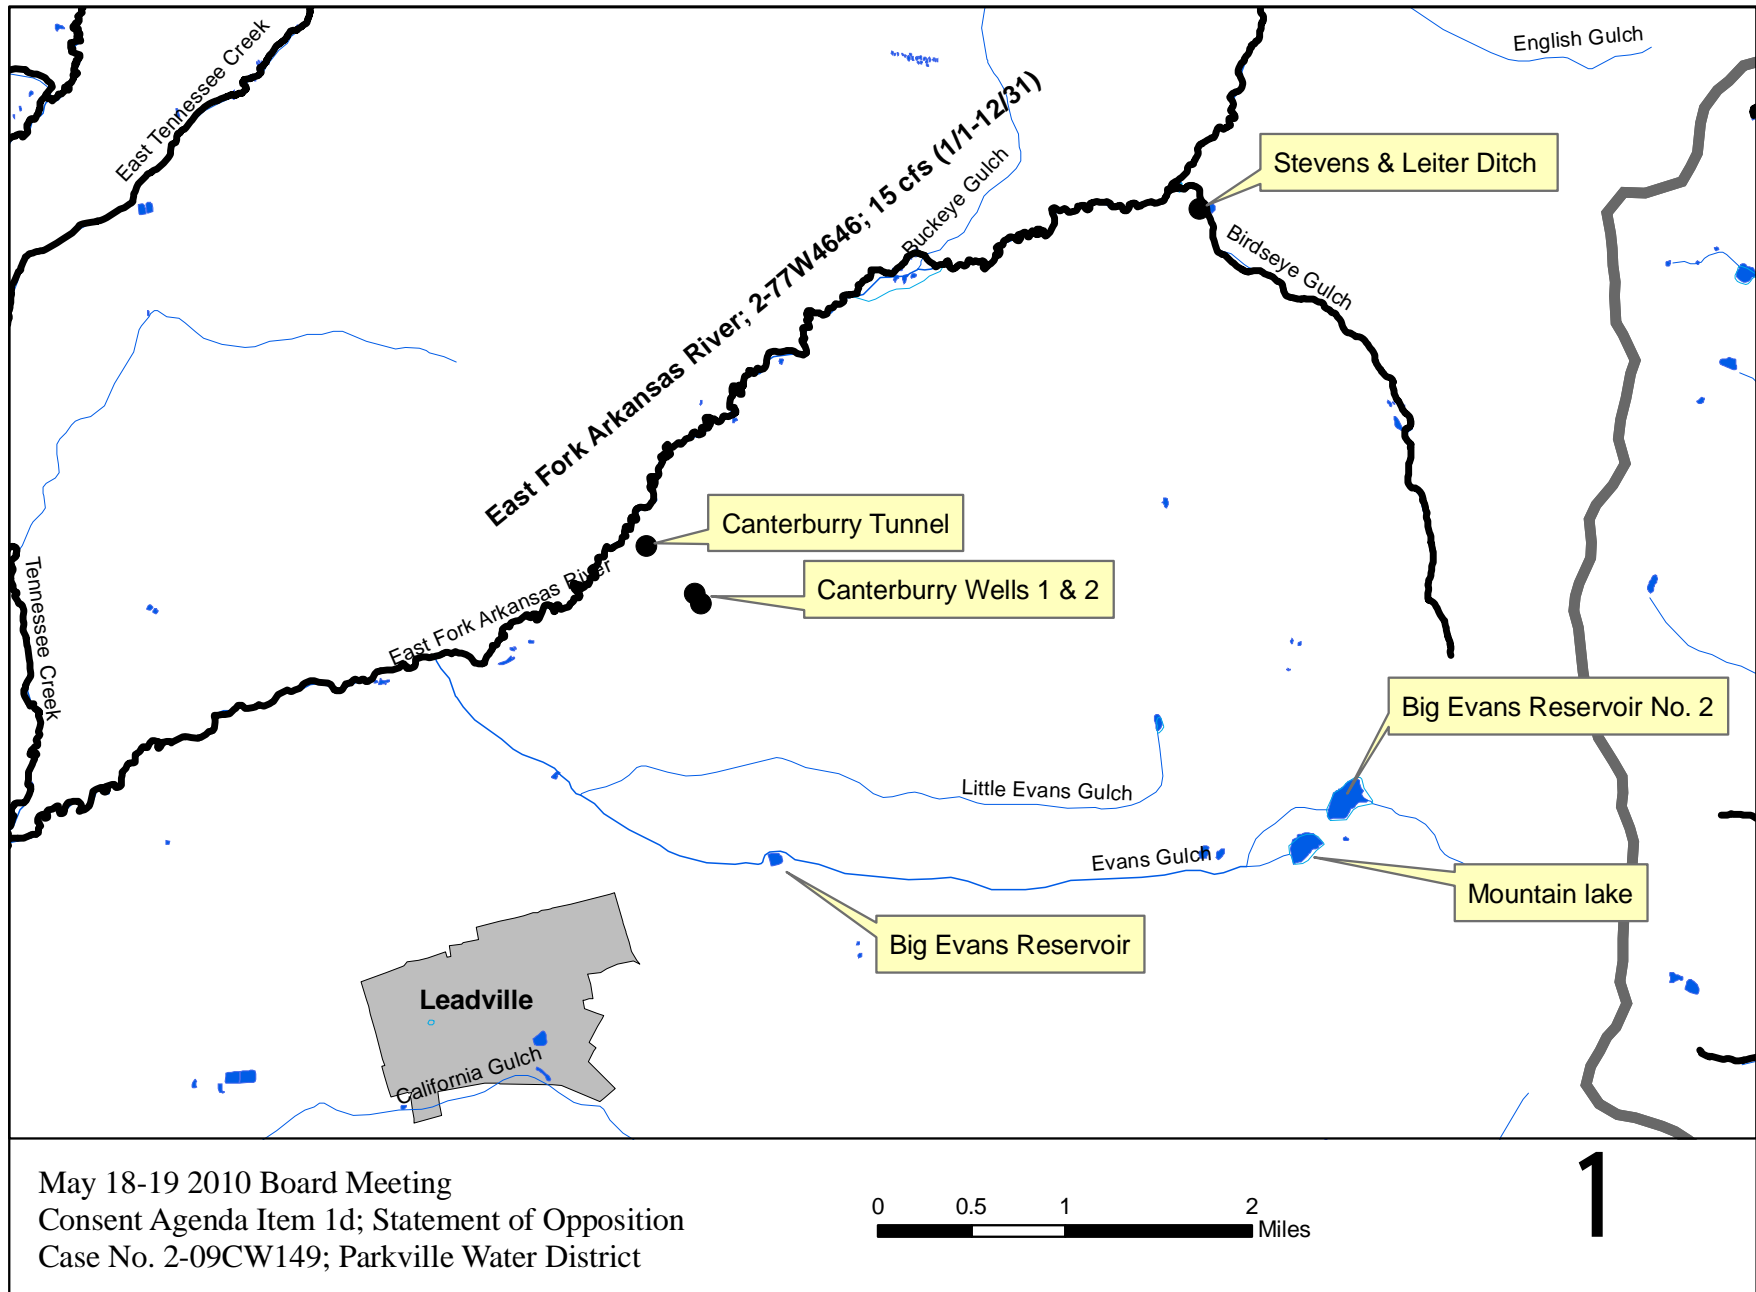 English Gulch
East Tennessee Creek
East Fork Arkansas River; 2-77W4646; 15 cfs (1/1-12/31)
Stevens & Leiter Ditch
Buckeye Gulch
Birdseye Gulch
Canterburry Tunnel
Canterburry Wells 1 & 2
East Fork Arkansas River
Tennessee Creek
Big Evans Reservoir No. 2
Little Evans Gulch
Evans Gulch
Mountain lake
Big Evans Reservoir
Leadville
California Gulch
May 18-19 2010 Board Meeting
Consent Agenda Item 1d; Statement of Opposition
Case No. 2-09CW149; Parkville Water District
0 0.5 1 2
Miles
1